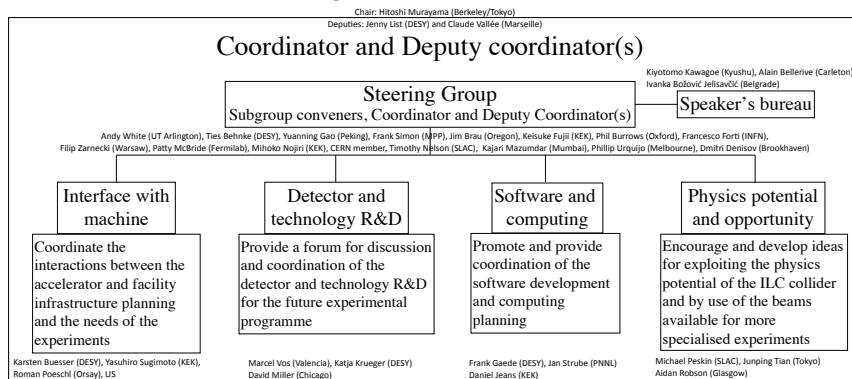 Chair: Hitoshi Murayama (Berkeley/Tokyo)
Deputies: Jenny List (DESY) and Claude Vallée (Marseille)
Coordinator and Deputy coordinator(s)
Kiyotomo Kawagoe (Kyushu), Alain Bellerive (Carleton)
Ivanka Božović Jelisavčić (Belgrade)
Steering Group
Subgroup conveners, Coordinator and Deputy Coordinator(s)
Speaker's bureau
Andy White (UT Arlington), Ties Behnke (DESY), Yuanning Gao (Peking), Frank Simon (MPP), Jim Brau (Oregon), Keisuke Fujii (KEK), Phil Burrows (Oxford), Francesco Forti (INFN),
Filip Zarnecki (Warsaw), Patty McBride (Fermilab), Mihoko Nojiri (KEK), CERN member, Timothy Nelson (SLAC), Kajari Mazumdar (Mumbai), Phillip Urquijo (Melbourne), Dmitri Denisov (Brookhaven)
Interface with
machine
Coordinate the
interactions between the
accelerator and facility
infrastructure planning
and the needs of the
experiments
Karsten Buesser (DESY), Yasuhiro Sugimoto (KEK),
Roman Poeschl (Orsay), US
Detector and
technology R&D
Provide a forum for discussion
and coordination of the
detector and technology R&D
for the future experimental
programme
Marcel Vos (Valencia), Katja Krueger (DESY)
David Miller (Chicago)
Software and
computing
Promote and provide
coordination of the
software development
and computing
planning
Frank Gaede (DESY), Jan Strube (PNNL)
Daniel Jeans (KEK)
Physics potential
and opportunity
Encourage and develop ideas
for exploiting the physics
potential of the ILC collider
and by use of the beams
available for more
specialised experiments
Michael Peskin (SLAC), Junping Tian (Tokyo)
Aidan Robson (Glasgow)